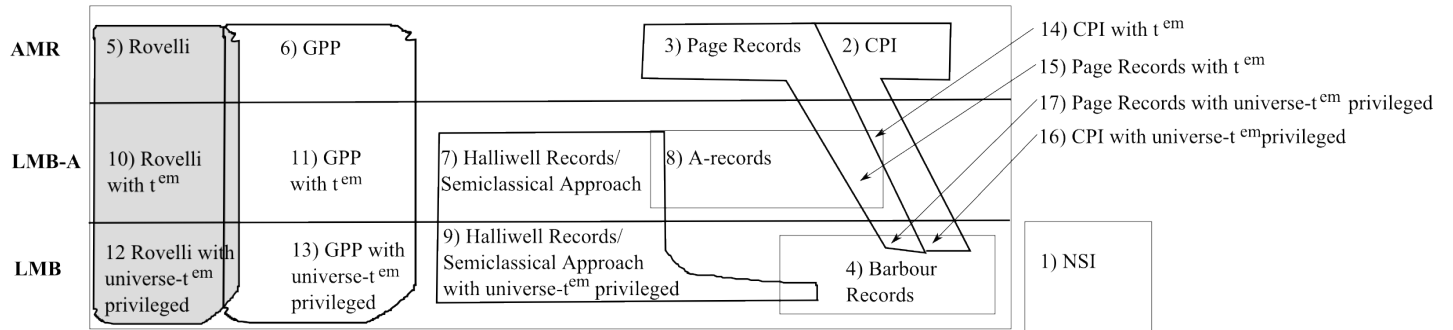 AMR
5) Rovelli
6) GPP
3) Page Records
2) CPI
14) CPI with t em
15) Page Records with t em
17) Page Records with universe-t em privileged
16) CPI with universe-t em privileged
LMB-A
10) Rovelli
with t em
11) GPP
with t em
7) Halliwell Records/
Semiclassical Approach
8) A-records
LMB
12 Rovelli with
universe-t em
privileged
13) GPP with
universe-t em
privileged
9) Halliwell Records/
Semiclassical Approach
with universe-t em privileged
4) Barbour
Records
1) NSI